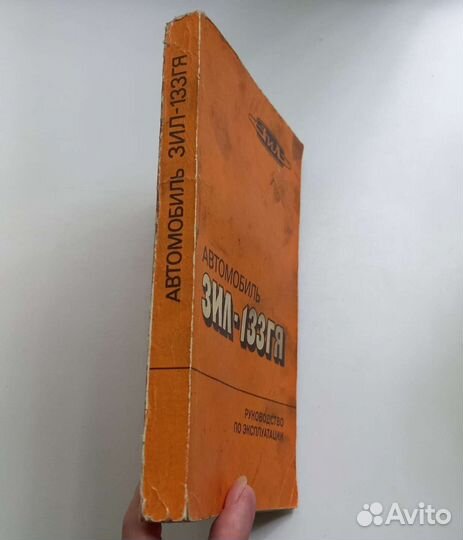 АВТОМОБИЛЬ ЗИЛ-133ГЯ
ЗИЛ
АВТОМОБИЛЬ
ЗИЛ-133ГЯ
РУКОВОДСТВО
ПО ЭКСПЛУАТАЦИИ
Avito